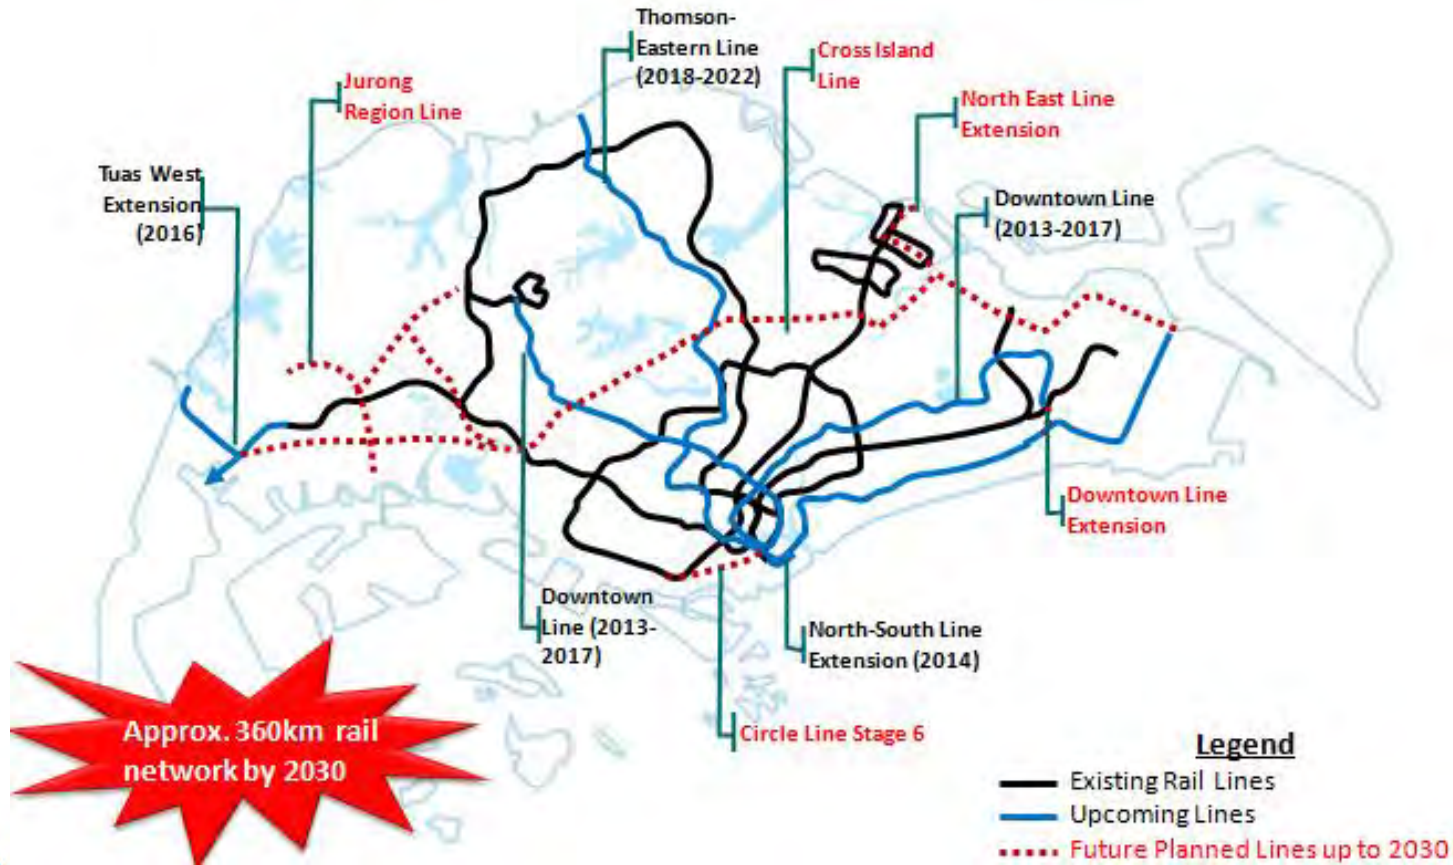 Thomson-
Eastern Line
(2018-2022)
Cross Island
Line
Jurong
Region Line
North East Line
Extension
Tuas West
Extension
(2016)
Downtown Line
(2013-2017)
Downtown Line
Extension
Downtown
Line (2013-
2017)
North-South Line
Extension (2014)
Circle Line Stage 6
Approx. 360km rail
network by 2030
Legend
Existing Rail Lines
Upcoming Lines
Future Planned Lines up to 2030